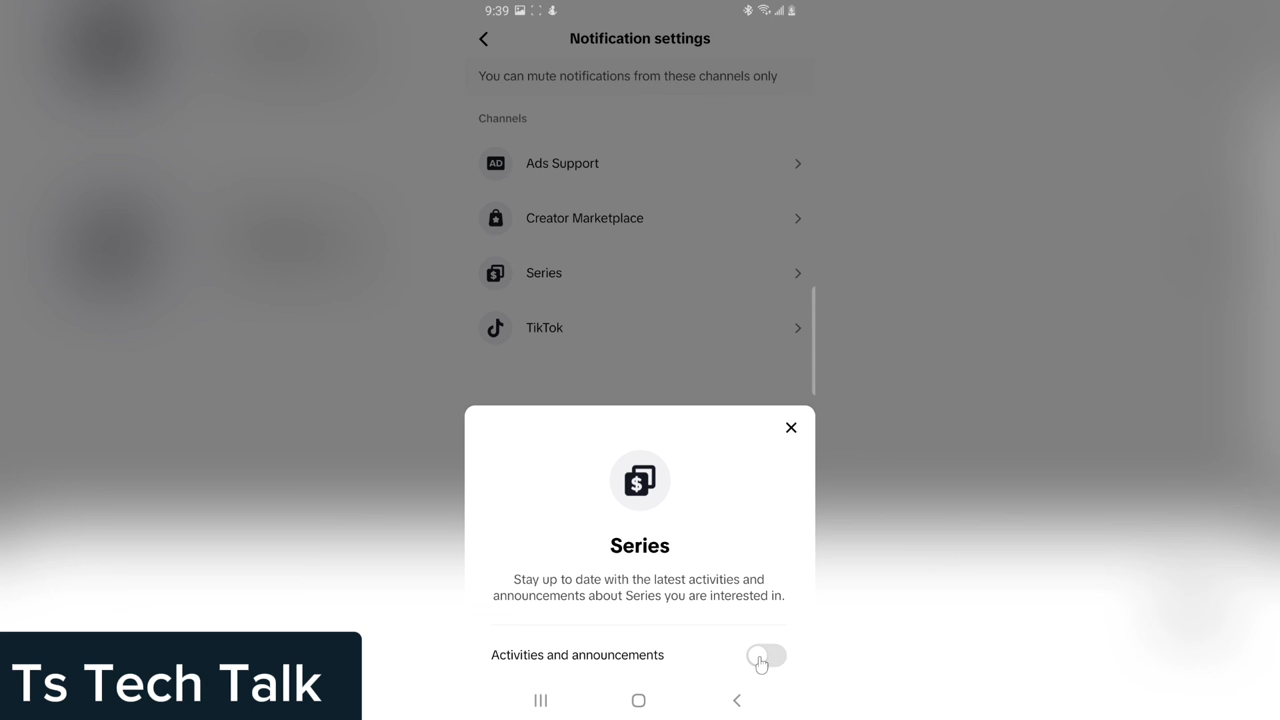 9:39
Notification settings
You can mute notifications from these channels only
Channels
AD Ads Support
Creator Marketplace
$ Series
TikTok
$
Series
Stay up to date with the latest activities and
announcements about Series you are interested in.
Activities and announcements
Ts Tech Talk